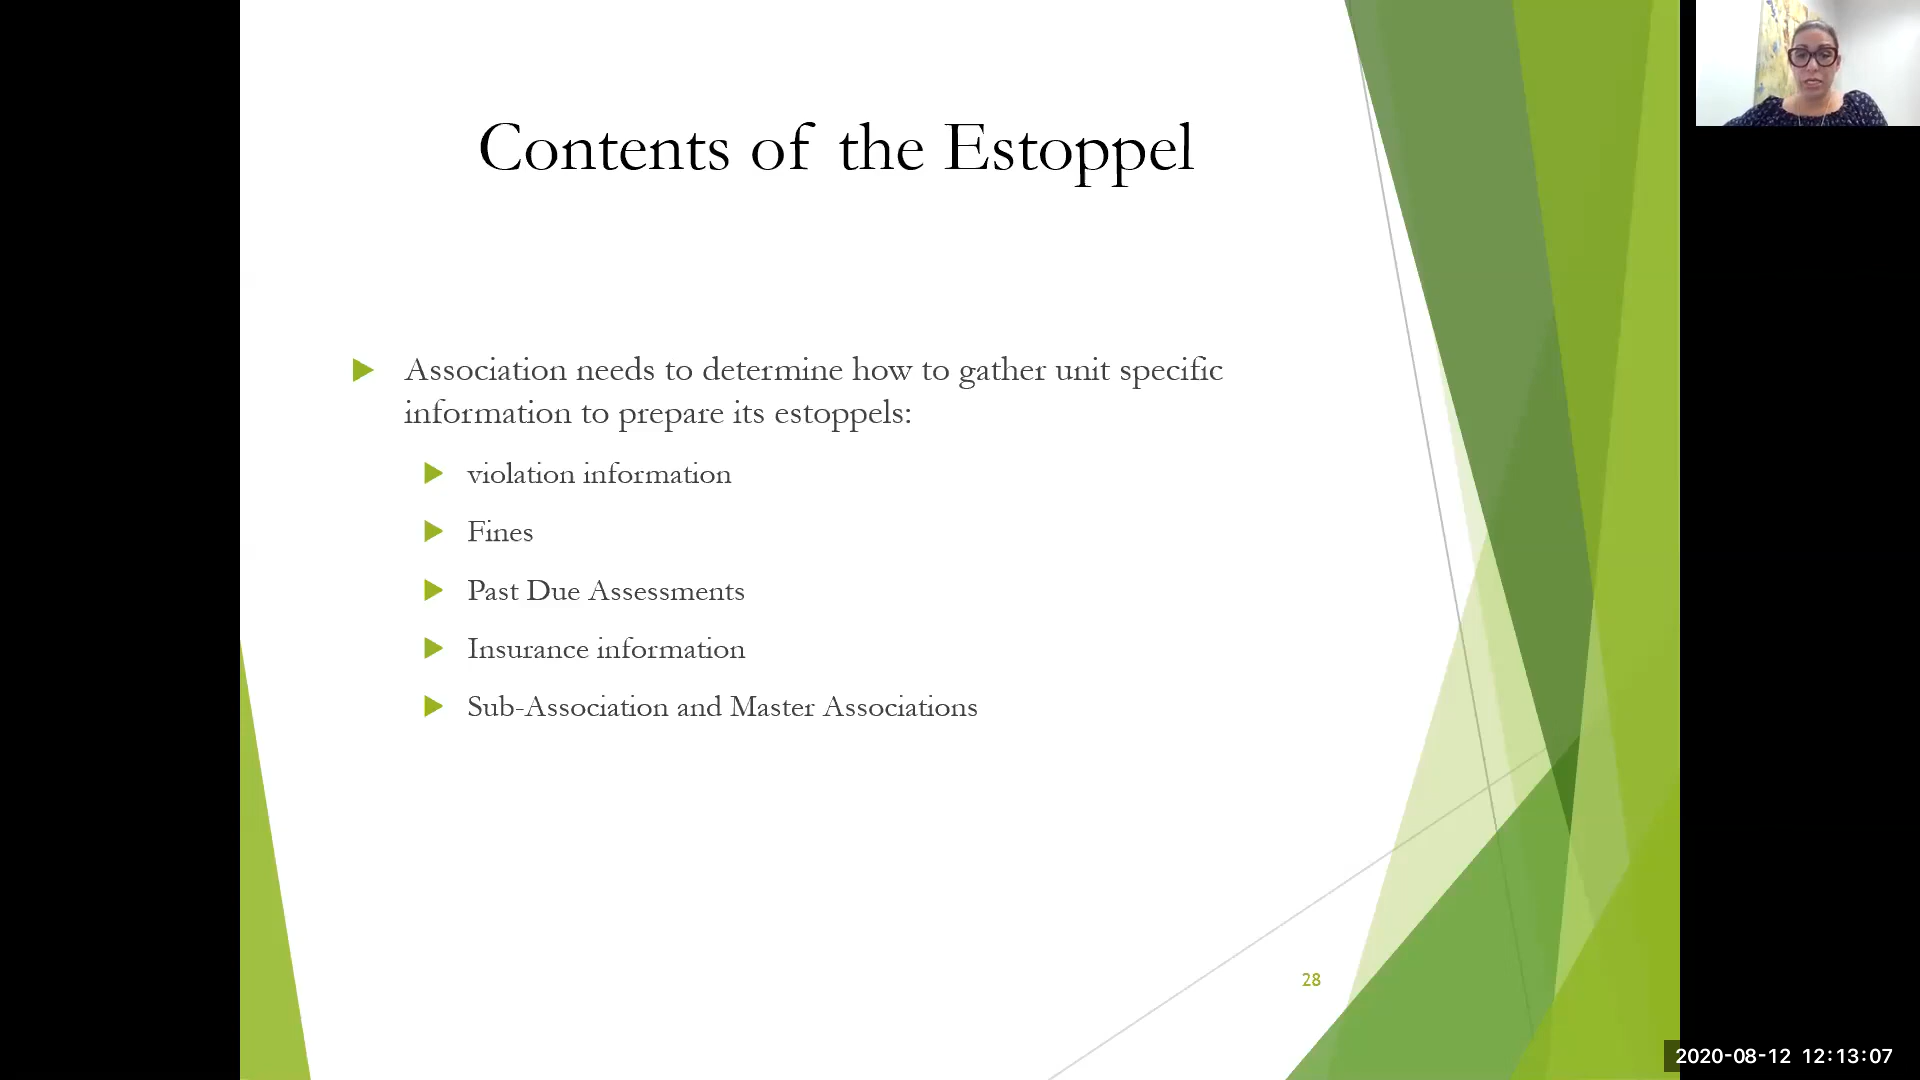 Contents of the Estoppel
Association needs to determine how to gather unit specific
information to prepare its estoppels:
violation information
Fines
Past Due Assessments
Insurance information
Sub-Association and Master Associations
28
2020-08-12 12:13:07